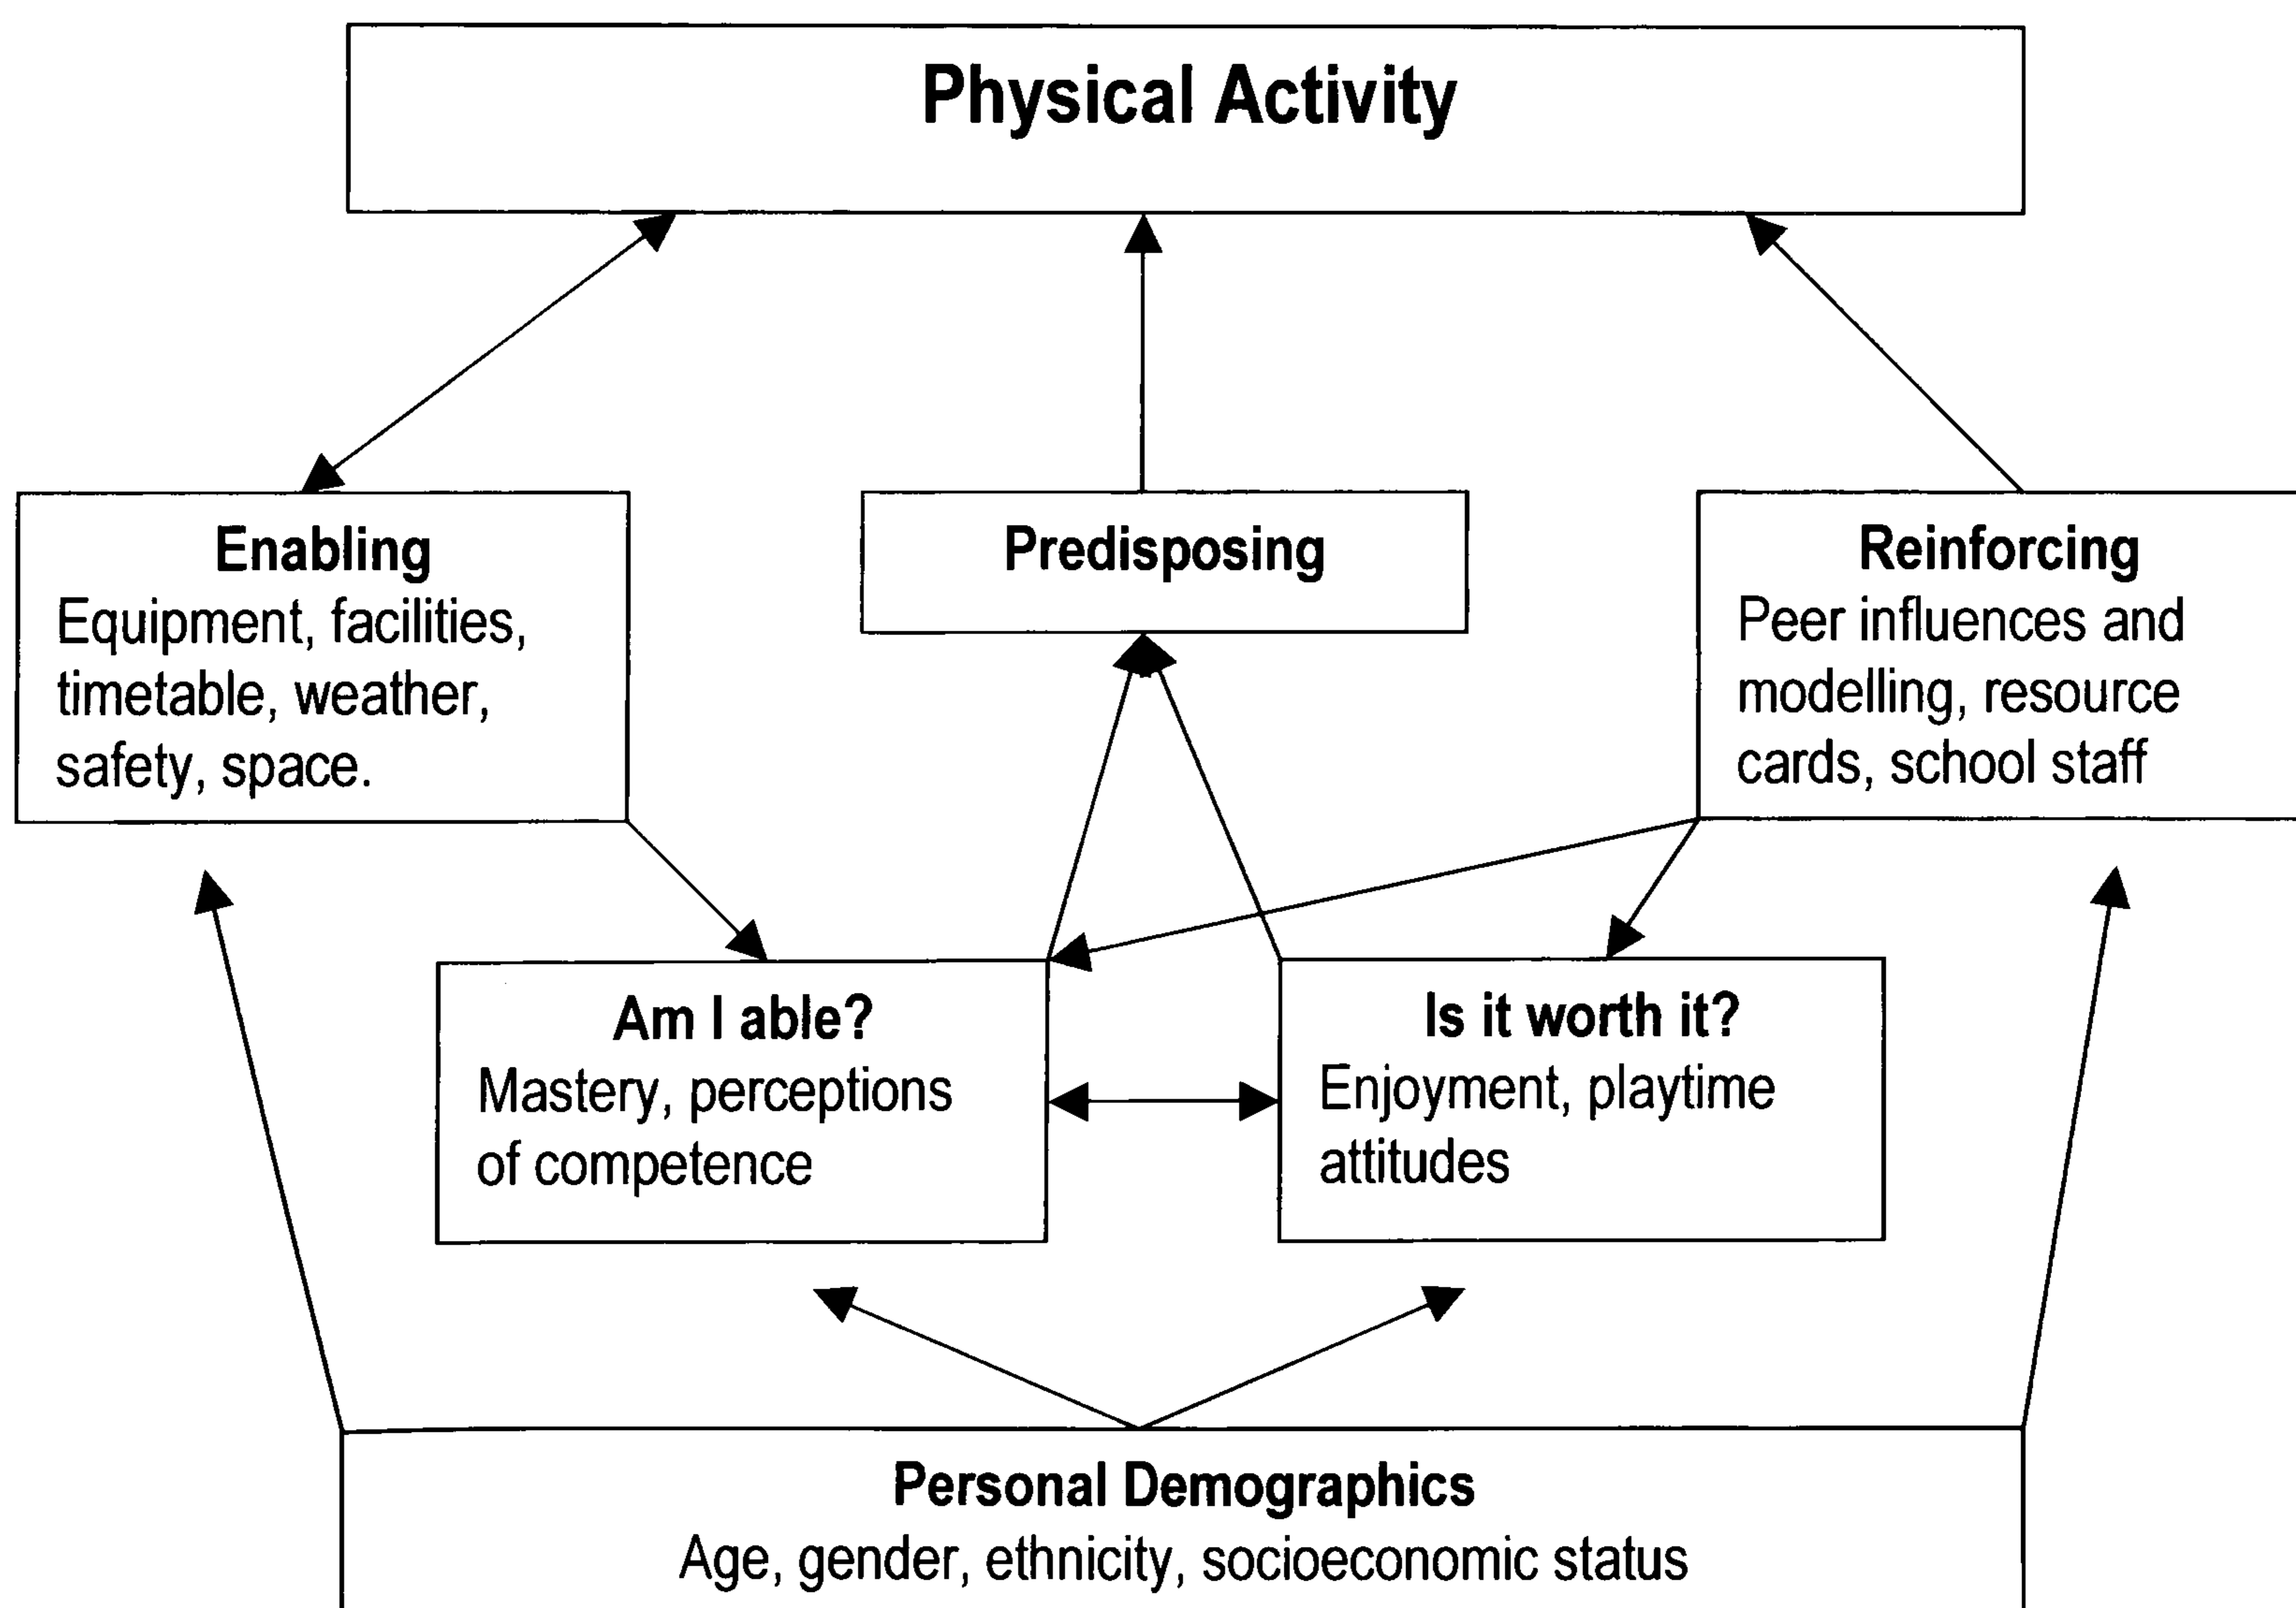 Physical Activity
Enabling
Equipment, facilities,
timetable, weather,
safety, space.
Predisposing
Reinforcing
Peer influences and
modelling, resource
cards, school staff
Am I able?
Mastery, perceptions
of competence
Is it worth it?
Enjoyment, playtime
attitudes
Personal Demographics
Age, gender, ethnicity, socioeconomic status